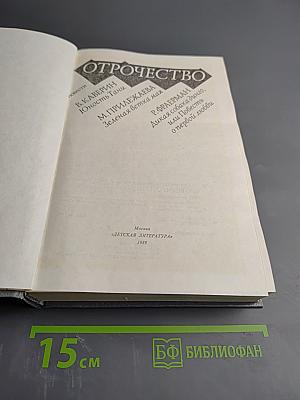 ОТРОЧЕСТВО
ПОВЕСТИ
В. КАВЕРИН
Юность Тани
М. ПРИЛЕЖАЕВА
Зеленая ветка мая
Р. ФРАЕРМАН
Дикая собака Динго,
или Повесть
о первой любви
Москва
«ДЕТСКАЯ ЛИТЕРАТУРА»
1988
15 см
БФ БИБЛИОФАН